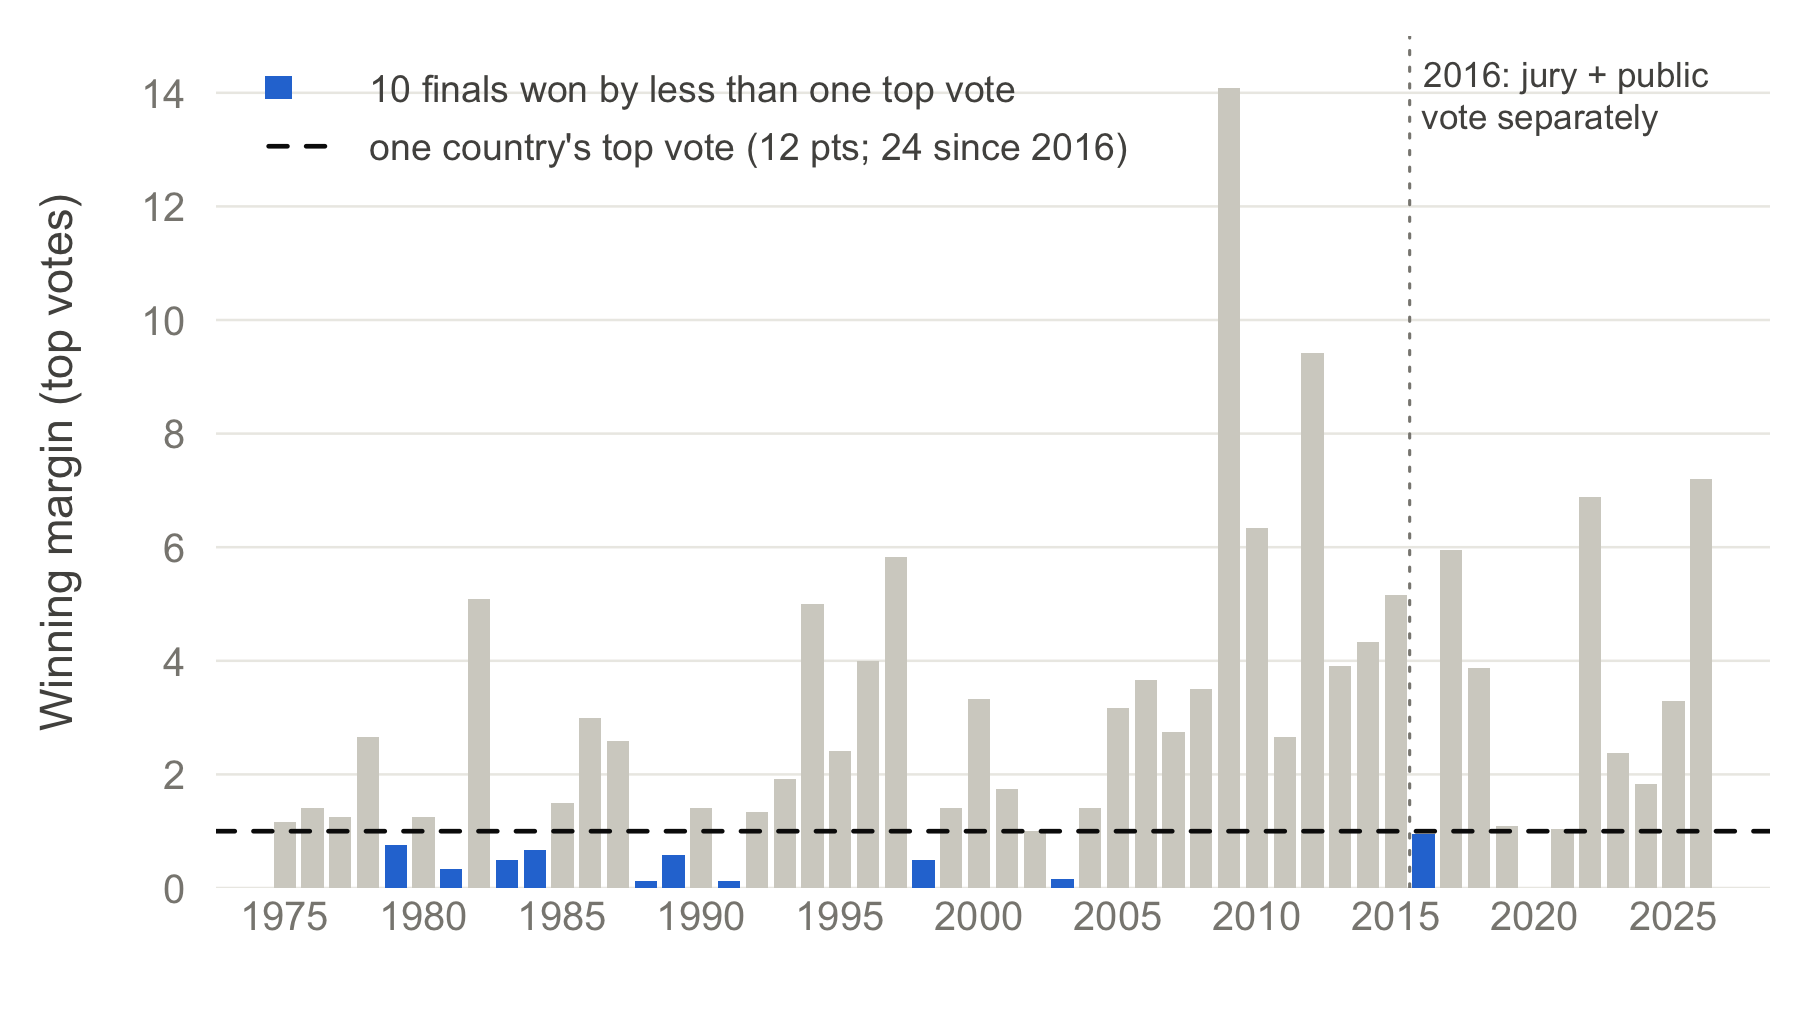 10 finals won by less than one top vote
one country's top vote (12 pts; 24 since 2016)
2016: jury + public
vote separately
Winning margin (top votes)
14
12
10
8
6
4
2
0
1975 1980 1985 1990 1995 2000 2005 2010 2015 2020 2025